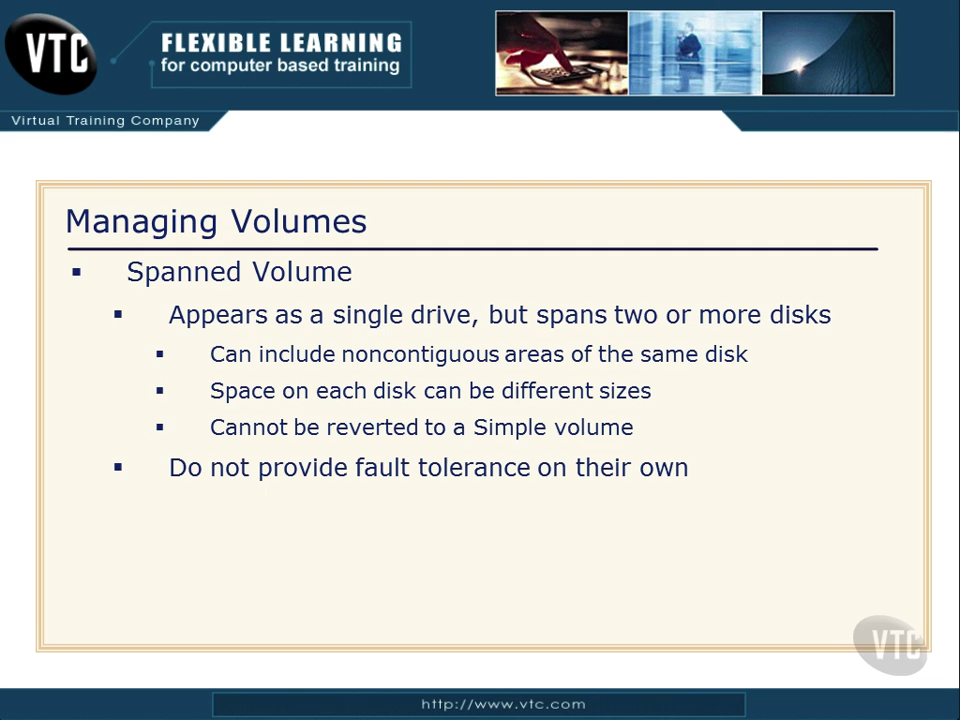 VTC
FLEXIBLE LEARNING
for computer based training
Virtual Training Company
Managing Volumes
Spanned Volume
Appears as a single drive, but spans two or more disks
Can include noncontiguous areas of the same disk
Space on each disk can be different sizes
Cannot be reverted to a Simple volume
Do not provide fault tolerance on their own
VTC
http://www.vtc.com